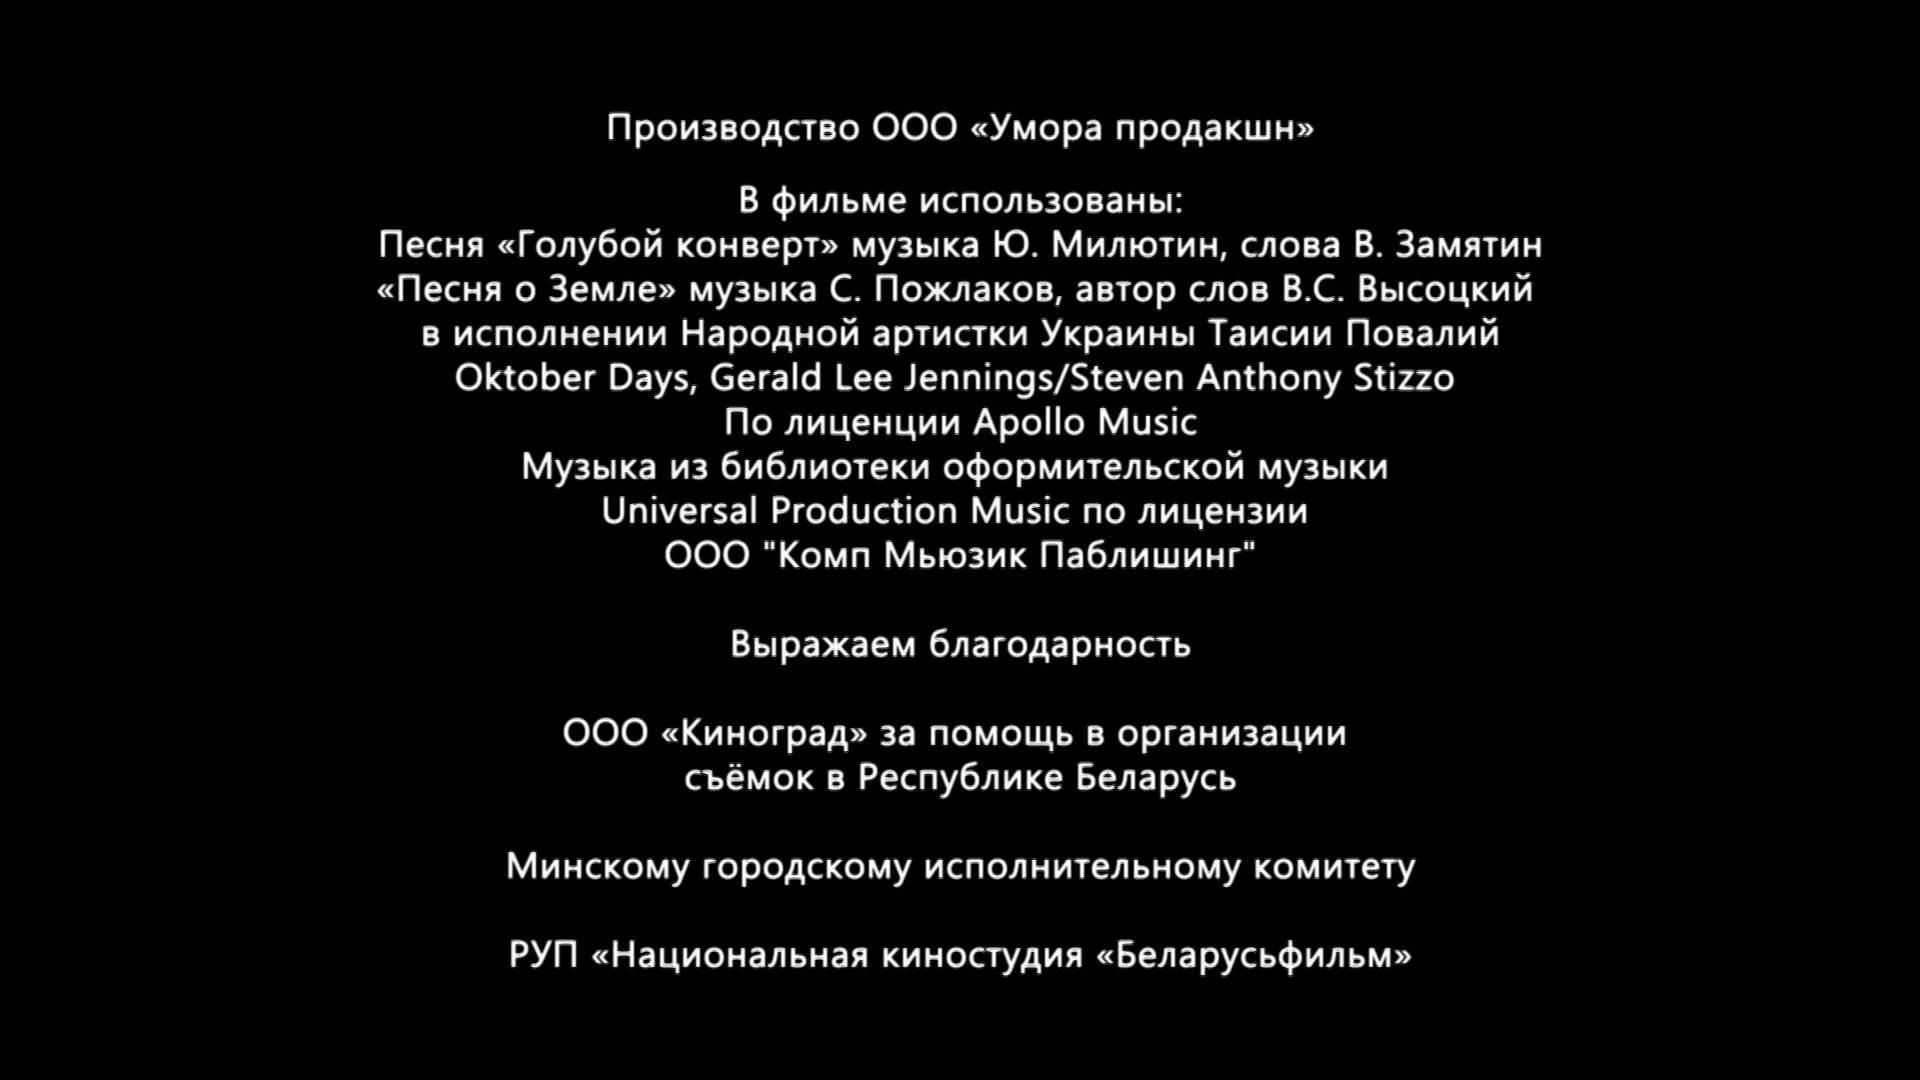 Производство ООО «Умора продакшн»
В фильме использованы:
Песня «Голубой конверт» музыка Ю. Милютин, слова В. Замятин
«Песня о Земле» музыка С. Пожлаков, автор слов В.С. Высоцкий
в исполнении Народной артистки Украины Таисии Повалий
Oktober Days, Gerald Lee Jennings/Steven Anthony Stizzo
По лиценции Apollo Music
Музыка из библиотеки оформительской музыки
Universal Production Music по лицензии
ООО "Комп Мьюзик Паблишинг"
Выражаем благодарность
ООО «Киноград» за помощь в организации
съёмок в Республике Беларусь
Минскому городскому исполнительному комитету
РУП «Национальная киностудия «Беларусьфильм»